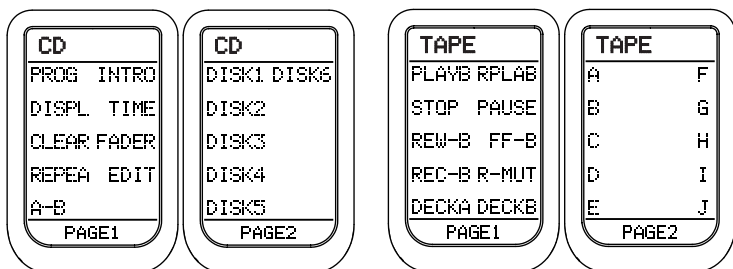 CD
PROG INTRO
DISPL TIME
CLEAR FADER
REPEA EDIT
A-B
PAGE1
CD
DISK1 DISK6
DISK2
DISK3
DISK4
DISK5
PAGE2
TAPE
PLAYB RPLAB
STOP PAUSE
REW-B FF-B
REC-B R-MUT
DECKA DECKB
PAGE1
TAPE
A F
B G
C H
D I
E J
PAGE2